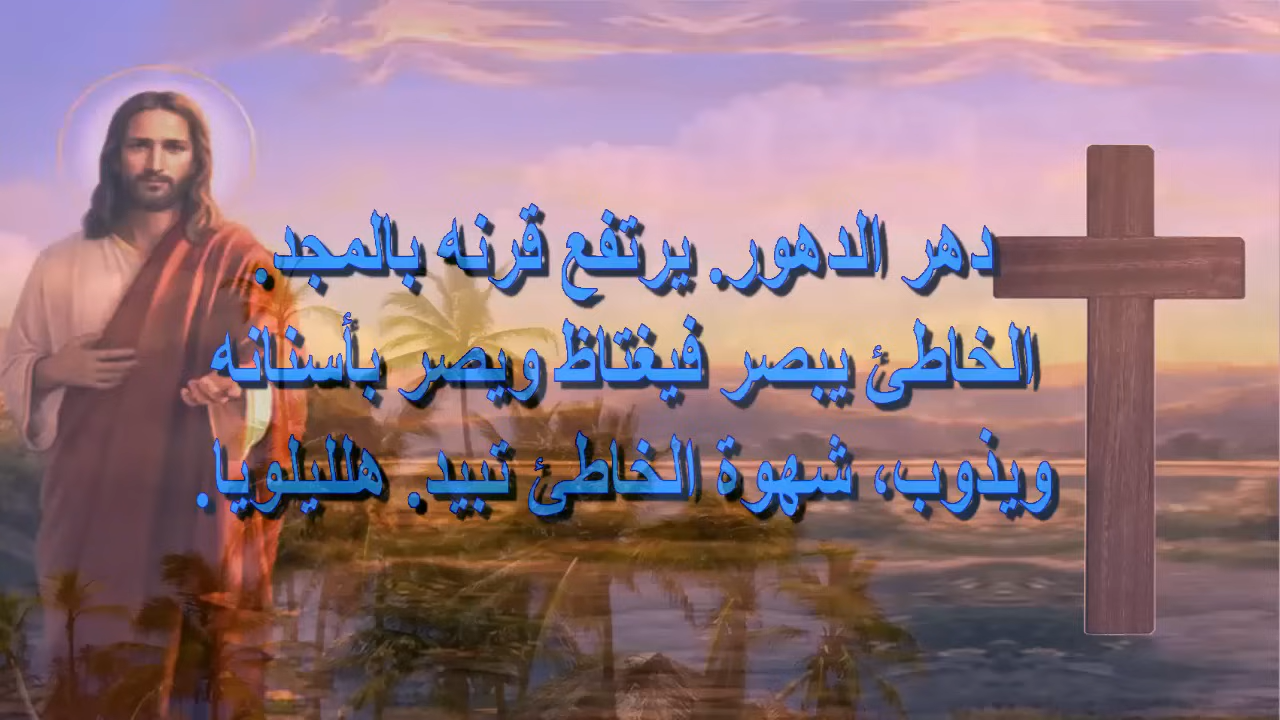 دهر الدهور. يرتفع قرنه بالمجد.
الخاطئ يبصر فيغتاظ ويصر بأسنانه
ويذوب، شهوة الخاطئ تبيد. هلليلويا.